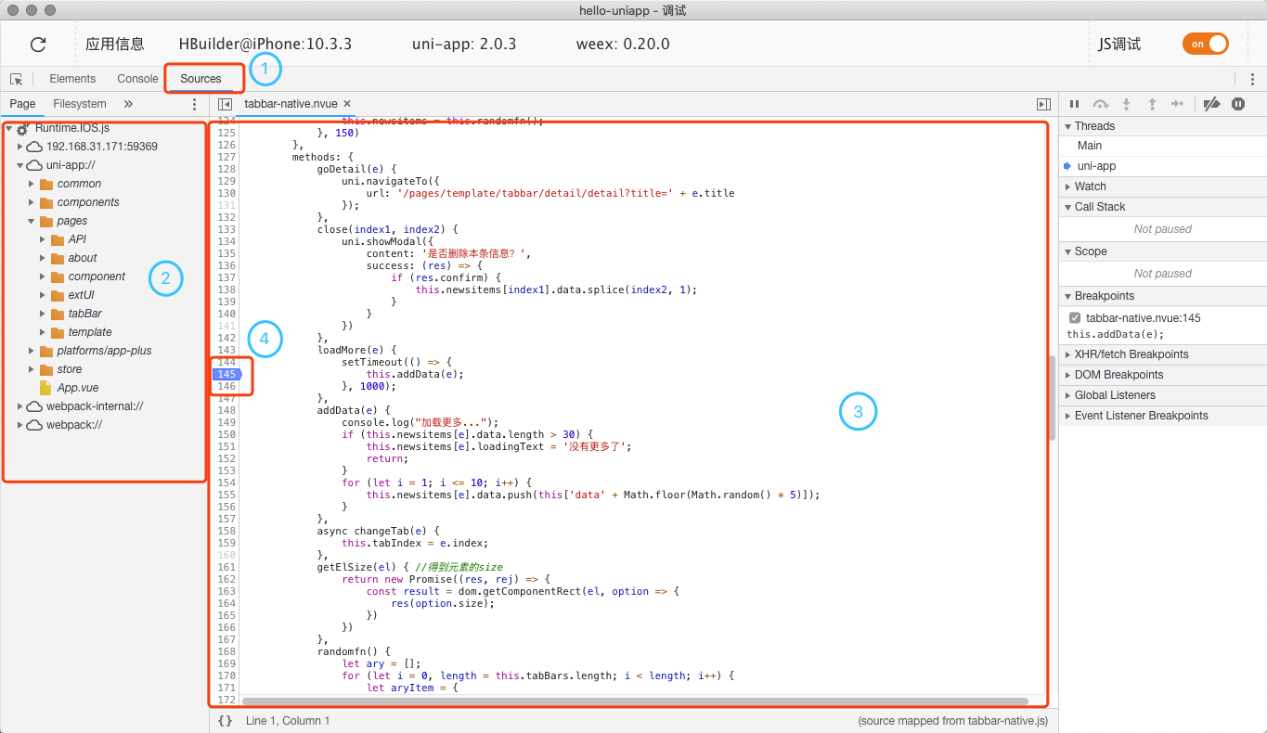 hello-uniapp - 调试
应用信息 HBuilder@iPhone:10.3.3 uni-app: 2.0.3 weex: 0.20.0 JS调试 on
Elements Console Sources
1
Page Filesystem » tabbar-native.nvue ×
Runtime.IOS.js
192.168.31.171:59369
uni-app://
common
components
pages
API
about
component
extUI
tabBar
template
platforms/app-plus
store
App.vue
webpack-internal://
webpack://
2
124 this.newsitems = this.randomfn();
125 }, 150)
126 },
127 methods: {
128 goDetail(e) {
129 uni.navigateTo({
130 url: '/pages/template/tabbar/detail/detail?title=' + e.title
131 });
132 },
133 close(index1, index2) {
134 uni.showModal({
135 content: '是否删除本条信息？',
136 success: (res) => {
137 if (res.confirm) {
138 this.newsitems[index1].data.splice(index2, 1);
139 }
140 }
141 })
142 },
143 loadMore(e) {
144 setTimeout(() => {
145 this.addData(e);
146 }, 1000);
147 },
148 addData(e) {
149 console.log("加载更多...");
150 if (this.newsitems[e].data.length > 30) {
151 this.newsitems[e].loadingText = '没有更多了';
152 return;
153 }
154 for (let i = 1; i <= 10; i++) {
155 this.newsitems[e].data.push(this['data' + Math.floor(Math.random() * 5)]);
156 }
157 },
158 async changeTab(e) {
159 this.tabIndex = e.index;
160 },
161 getElSize(el) { //得到元素的size
162 return new Promise((res, rej) => {
163 const result = dom.getComponentRect(el, option => {
164 res(option.size);
165 })
166 })
167 },
168 randomfn() {
169 let ary = [];
170 for (let i = 0, length = this.tabBars.length; i < length; i++) {
171 let aryItem = {
172
4
3
{} Line 1, Column 1 (source mapped from tabbar-native.js)
Threads
Main
uni-app
Watch
Call Stack
Not paused
Scope
Not paused
Breakpoints
tabbar-native.nvue:145
this.addData(e);
XHR/fetch Breakpoints
DOM Breakpoints
Global Listeners
Event Listener Breakpoints